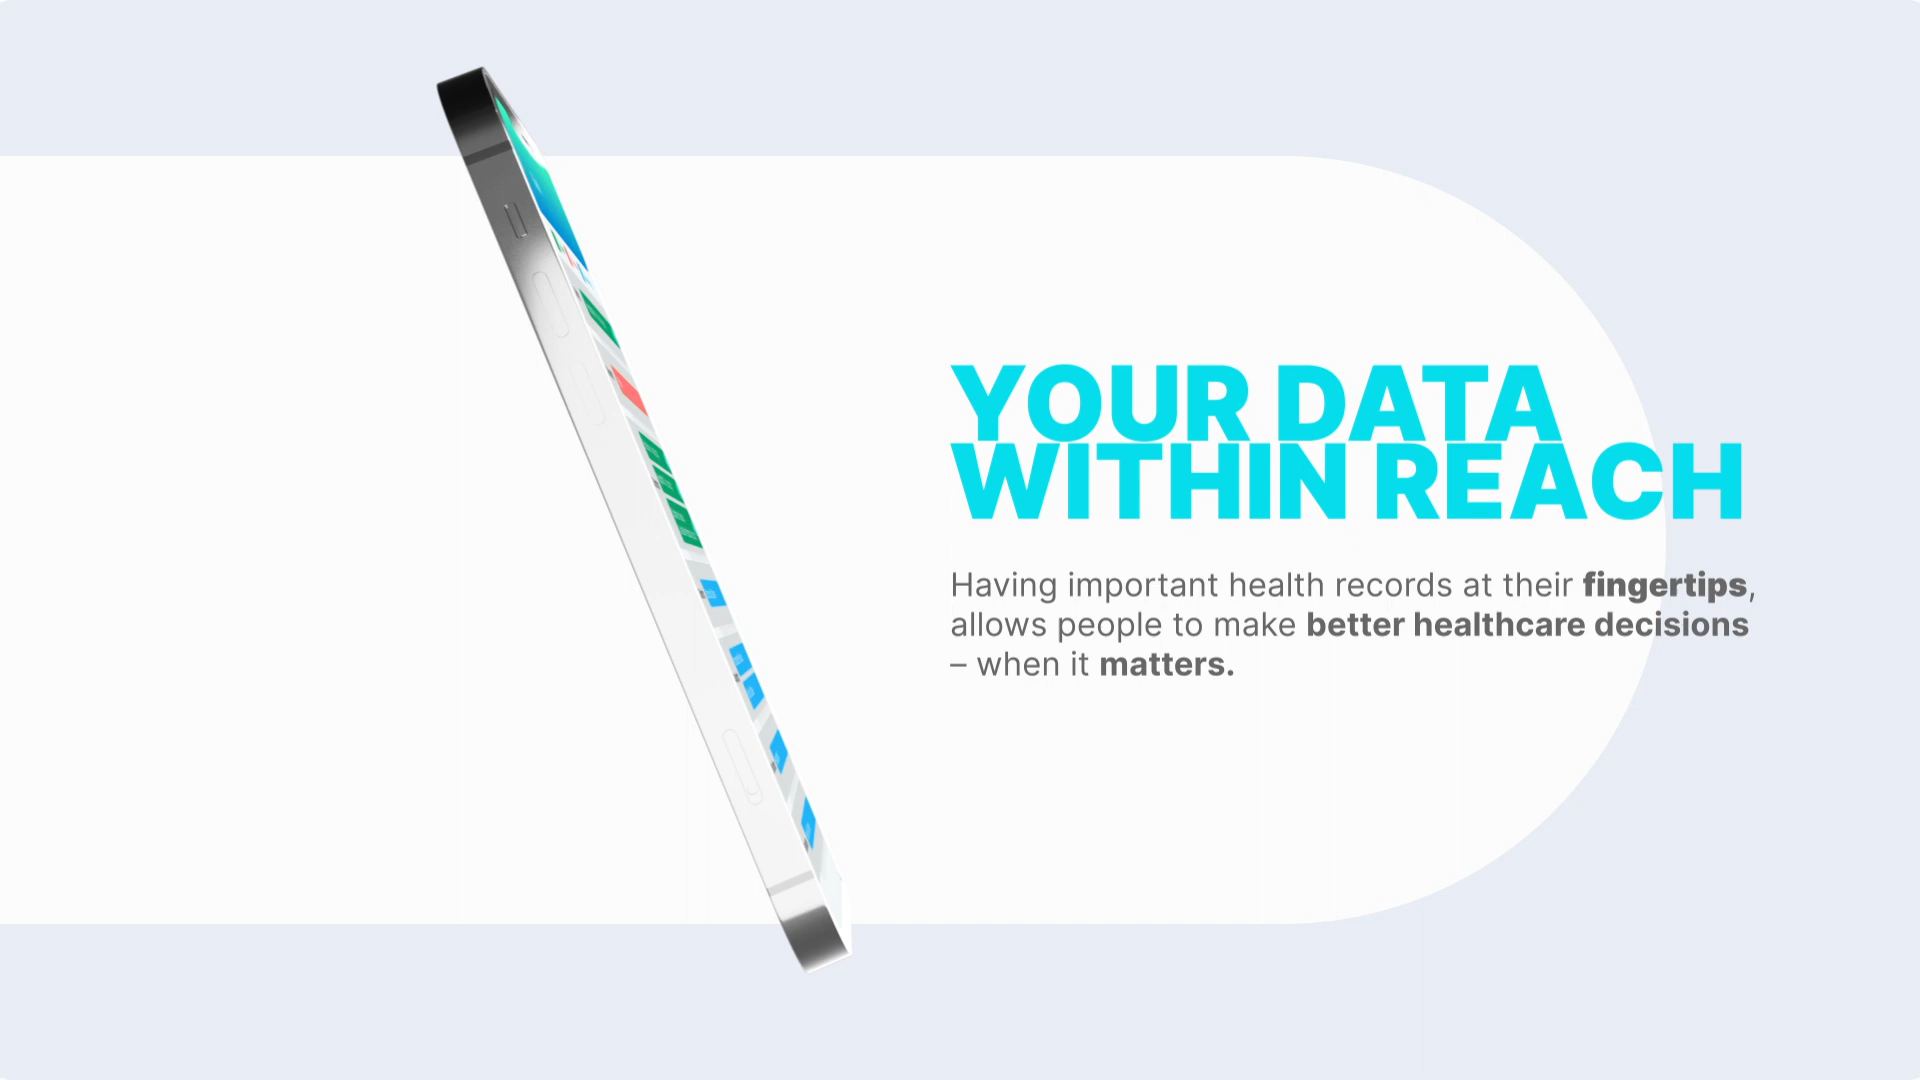 YOUR DATA
WITHIN REACH
Having important health records at their fingertips,
allows people to make better healthcare decisions
– when it matters.